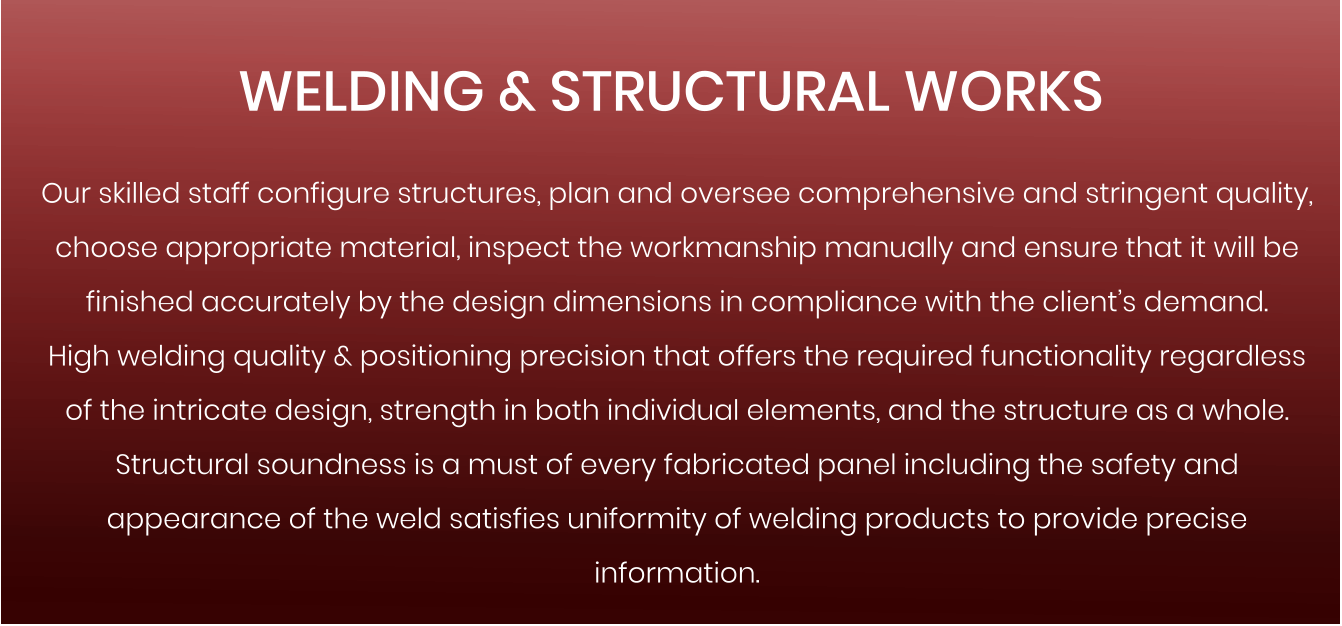 WELDING & STRUCTURAL WORKS
Our skilled staff configure structures, plan and oversee comprehensive and stringent quality,
choose appropriate material, inspect the workmanship manually and ensure that it will be
finished accurately by the design dimensions in compliance with the client’s demand.
High welding quality & positioning precision that offers the required functionality regardless
of the intricate design, strength in both individual elements, and the structure as a whole.
Structural soundness is a must of every fabricated panel including the safety and
appearance of the weld satisfies uniformity of welding products to provide precise
information.